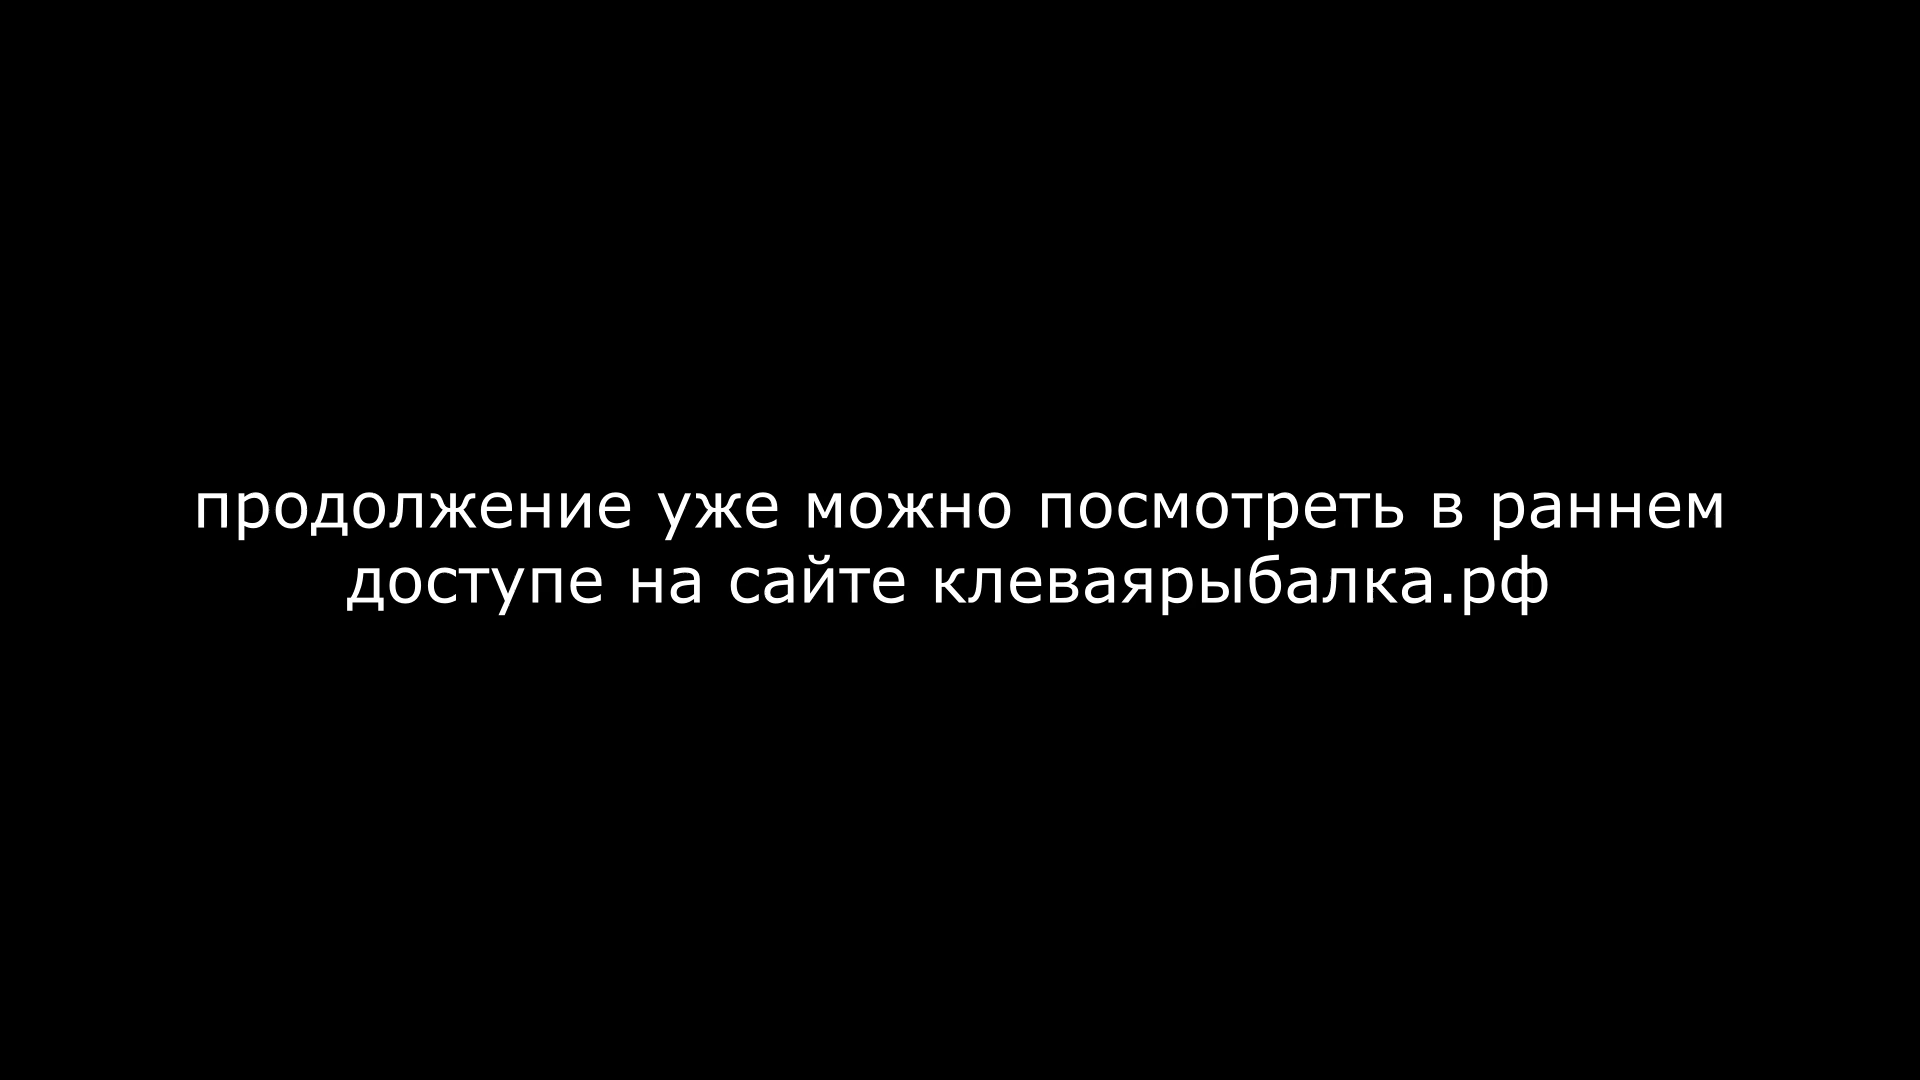 продолжение уже можно посмотреть в раннем
доступе на сайте клеваярыбалка.рф